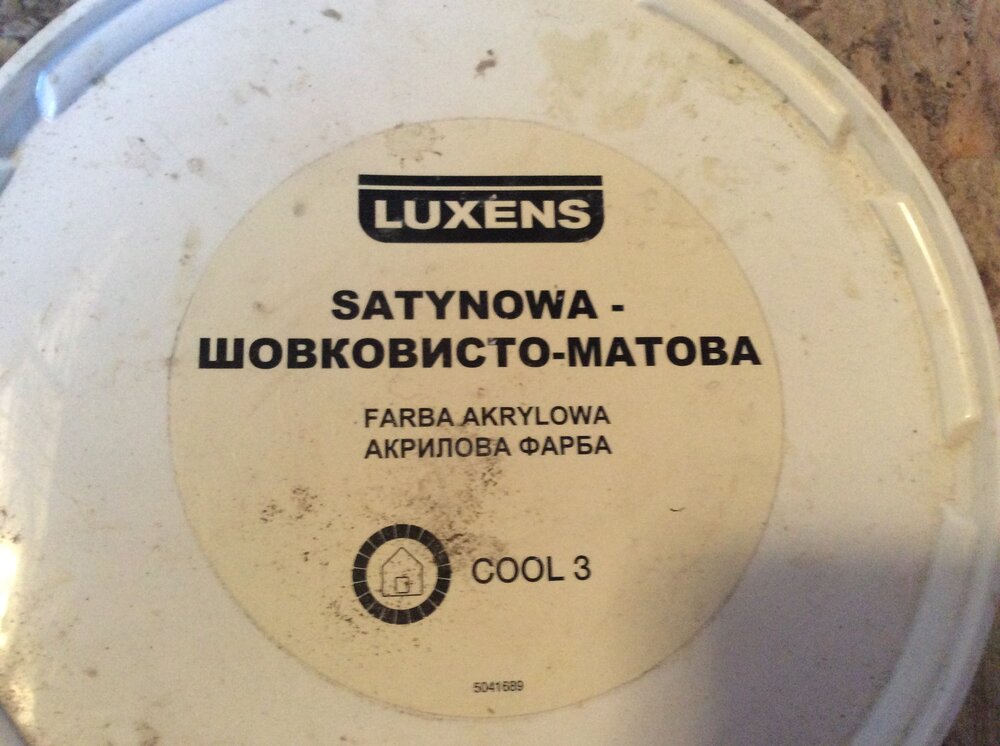 LUXENS
SATYNOWA -
ШОВКОВИСТО-МАТОВА
FARBA AKRYLOWA
АКРИЛОВА ФАРБА
COOL 3
5041689